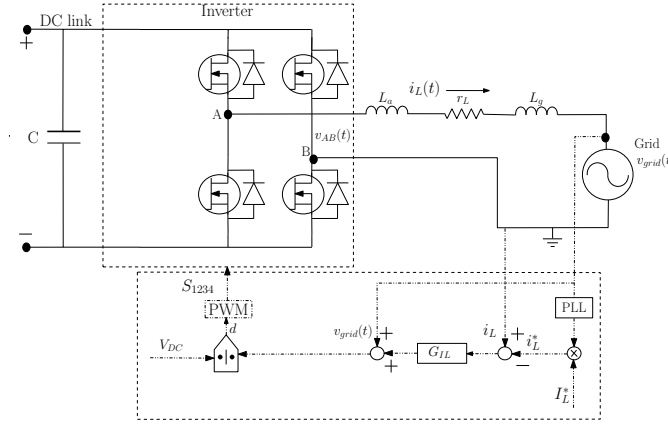 Inverter
DC link
+
C
−
A
B
v_{AB}(t)
L_a
i_L(t)
r_L
L_g
Grid
v_{grid}(t
S_{1234}
PWM
d
V_{DC}
v_{grid}(t)
+
+
G_{IL}
i_L
+
−
i_L^*
PLL
I_L^*